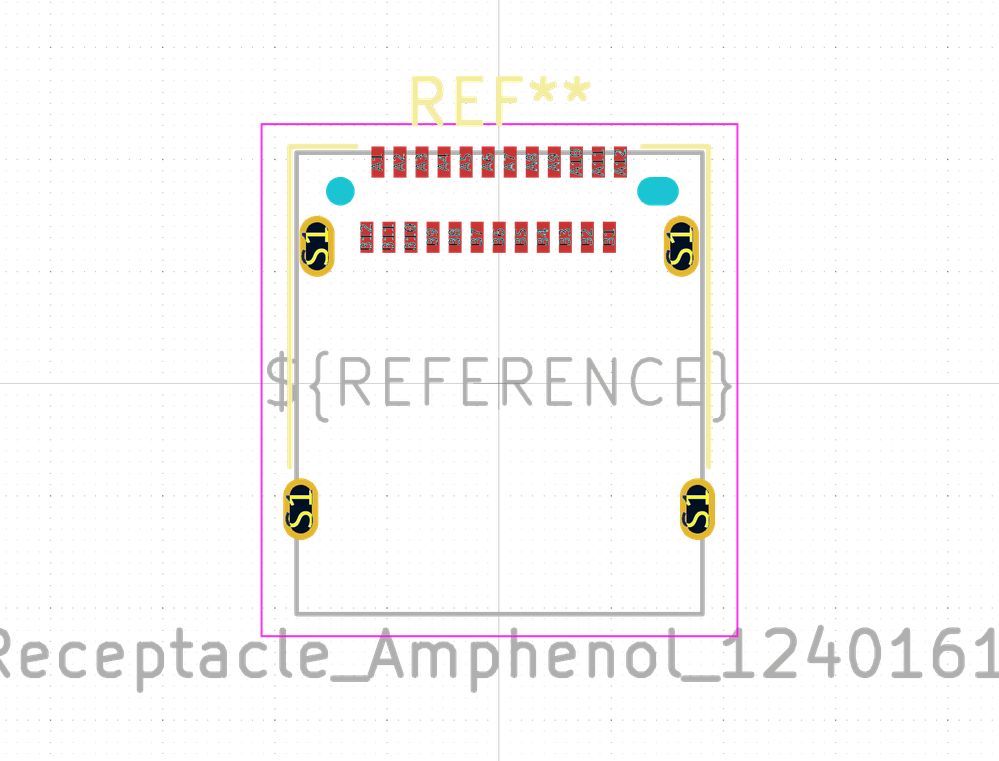 REF**
A1 A2 A3 A4 A5 A6 A7 A8 A9 A10 A11 A12
S1 B12 B11 B10 B9 B8 B7 B6 B5 B4 B3 B2 B1 S1
${REFERENCE}
S1 S1
Receptacle_Amphenol_1240161